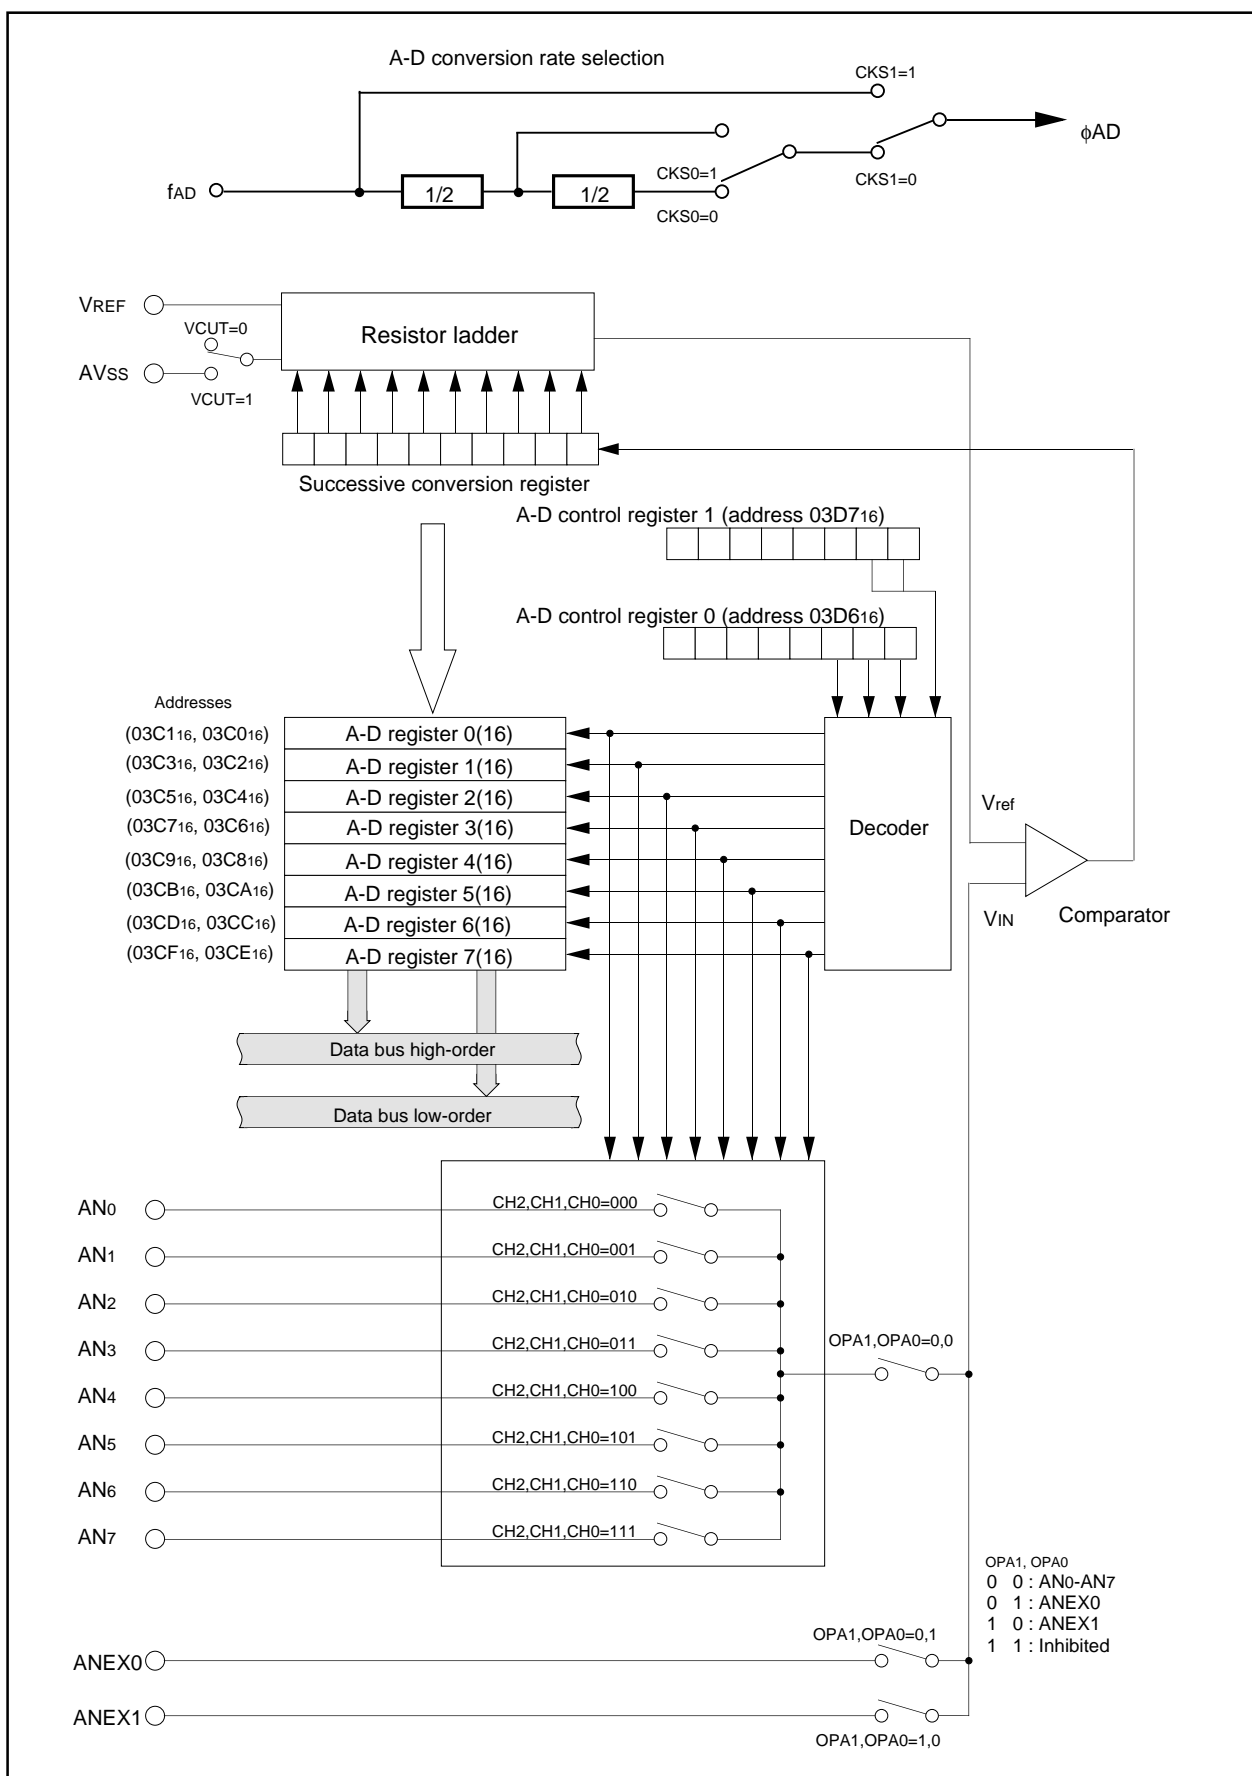 A-D conversion rate selection
CKS1=1
φAD
CKS0=1
CKS1=0
fAD
1/2
1/2
CKS0=0
VREF
Resistor ladder
VCUT=0
AVSS
VCUT=1
Successive conversion register
A-D control register 1 (address 03D716)
A-D control register 0 (address 03D616)
Addresses
(03C116, 03C016)
A-D register 0(16)
(03C316, 03C216)
A-D register 1(16)
(03C516, 03C416)
A-D register 2(16)
(03C716, 03C616)
A-D register 3(16)
(03C916, 03C816)
A-D register 4(16)
(03CB16, 03CA16)
A-D register 5(16)
(03CD16, 03CC16)
A-D register 6(16)
(03CF16, 03CE16)
A-D register 7(16)
Decoder
Vref
VIN
Comparator
Data bus high-order
Data bus low-order
AN0
CH2,CH1,CH0=000
AN1
CH2,CH1,CH0=001
AN2
CH2,CH1,CH0=010
AN3
CH2,CH1,CH0=011
AN4
CH2,CH1,CH0=100
AN5
CH2,CH1,CH0=101
AN6
CH2,CH1,CH0=110
AN7
CH2,CH1,CH0=111
OPA1,OPA0=0,0
OPA1, OPA0
0 0 : AN0-AN7
0 1 : ANEX0
1 0 : ANEX1
1 1 : Inhibited
OPA1,OPA0=0,1
ANEX0
ANEX1
OPA1,OPA0=1,0